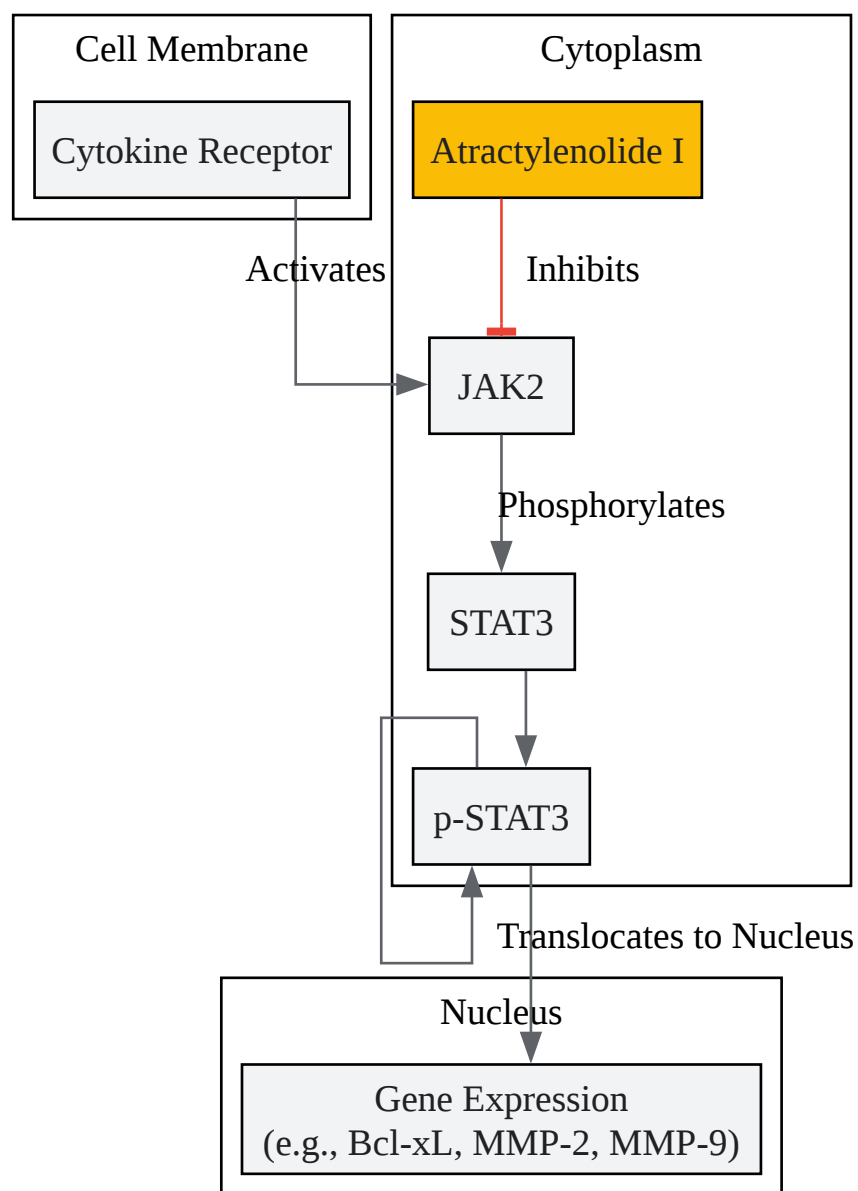 Cell Membrane
Cytoplasm
Cytokine Receptor
Atractylenolide I
Activates
Inhibits
JAK2
Phosphorylates
STAT3
p-STAT3
Translocates to Nucleus
Nucleus
Gene Expression
(e.g., Bcl-xL, MMP-2, MMP-9)